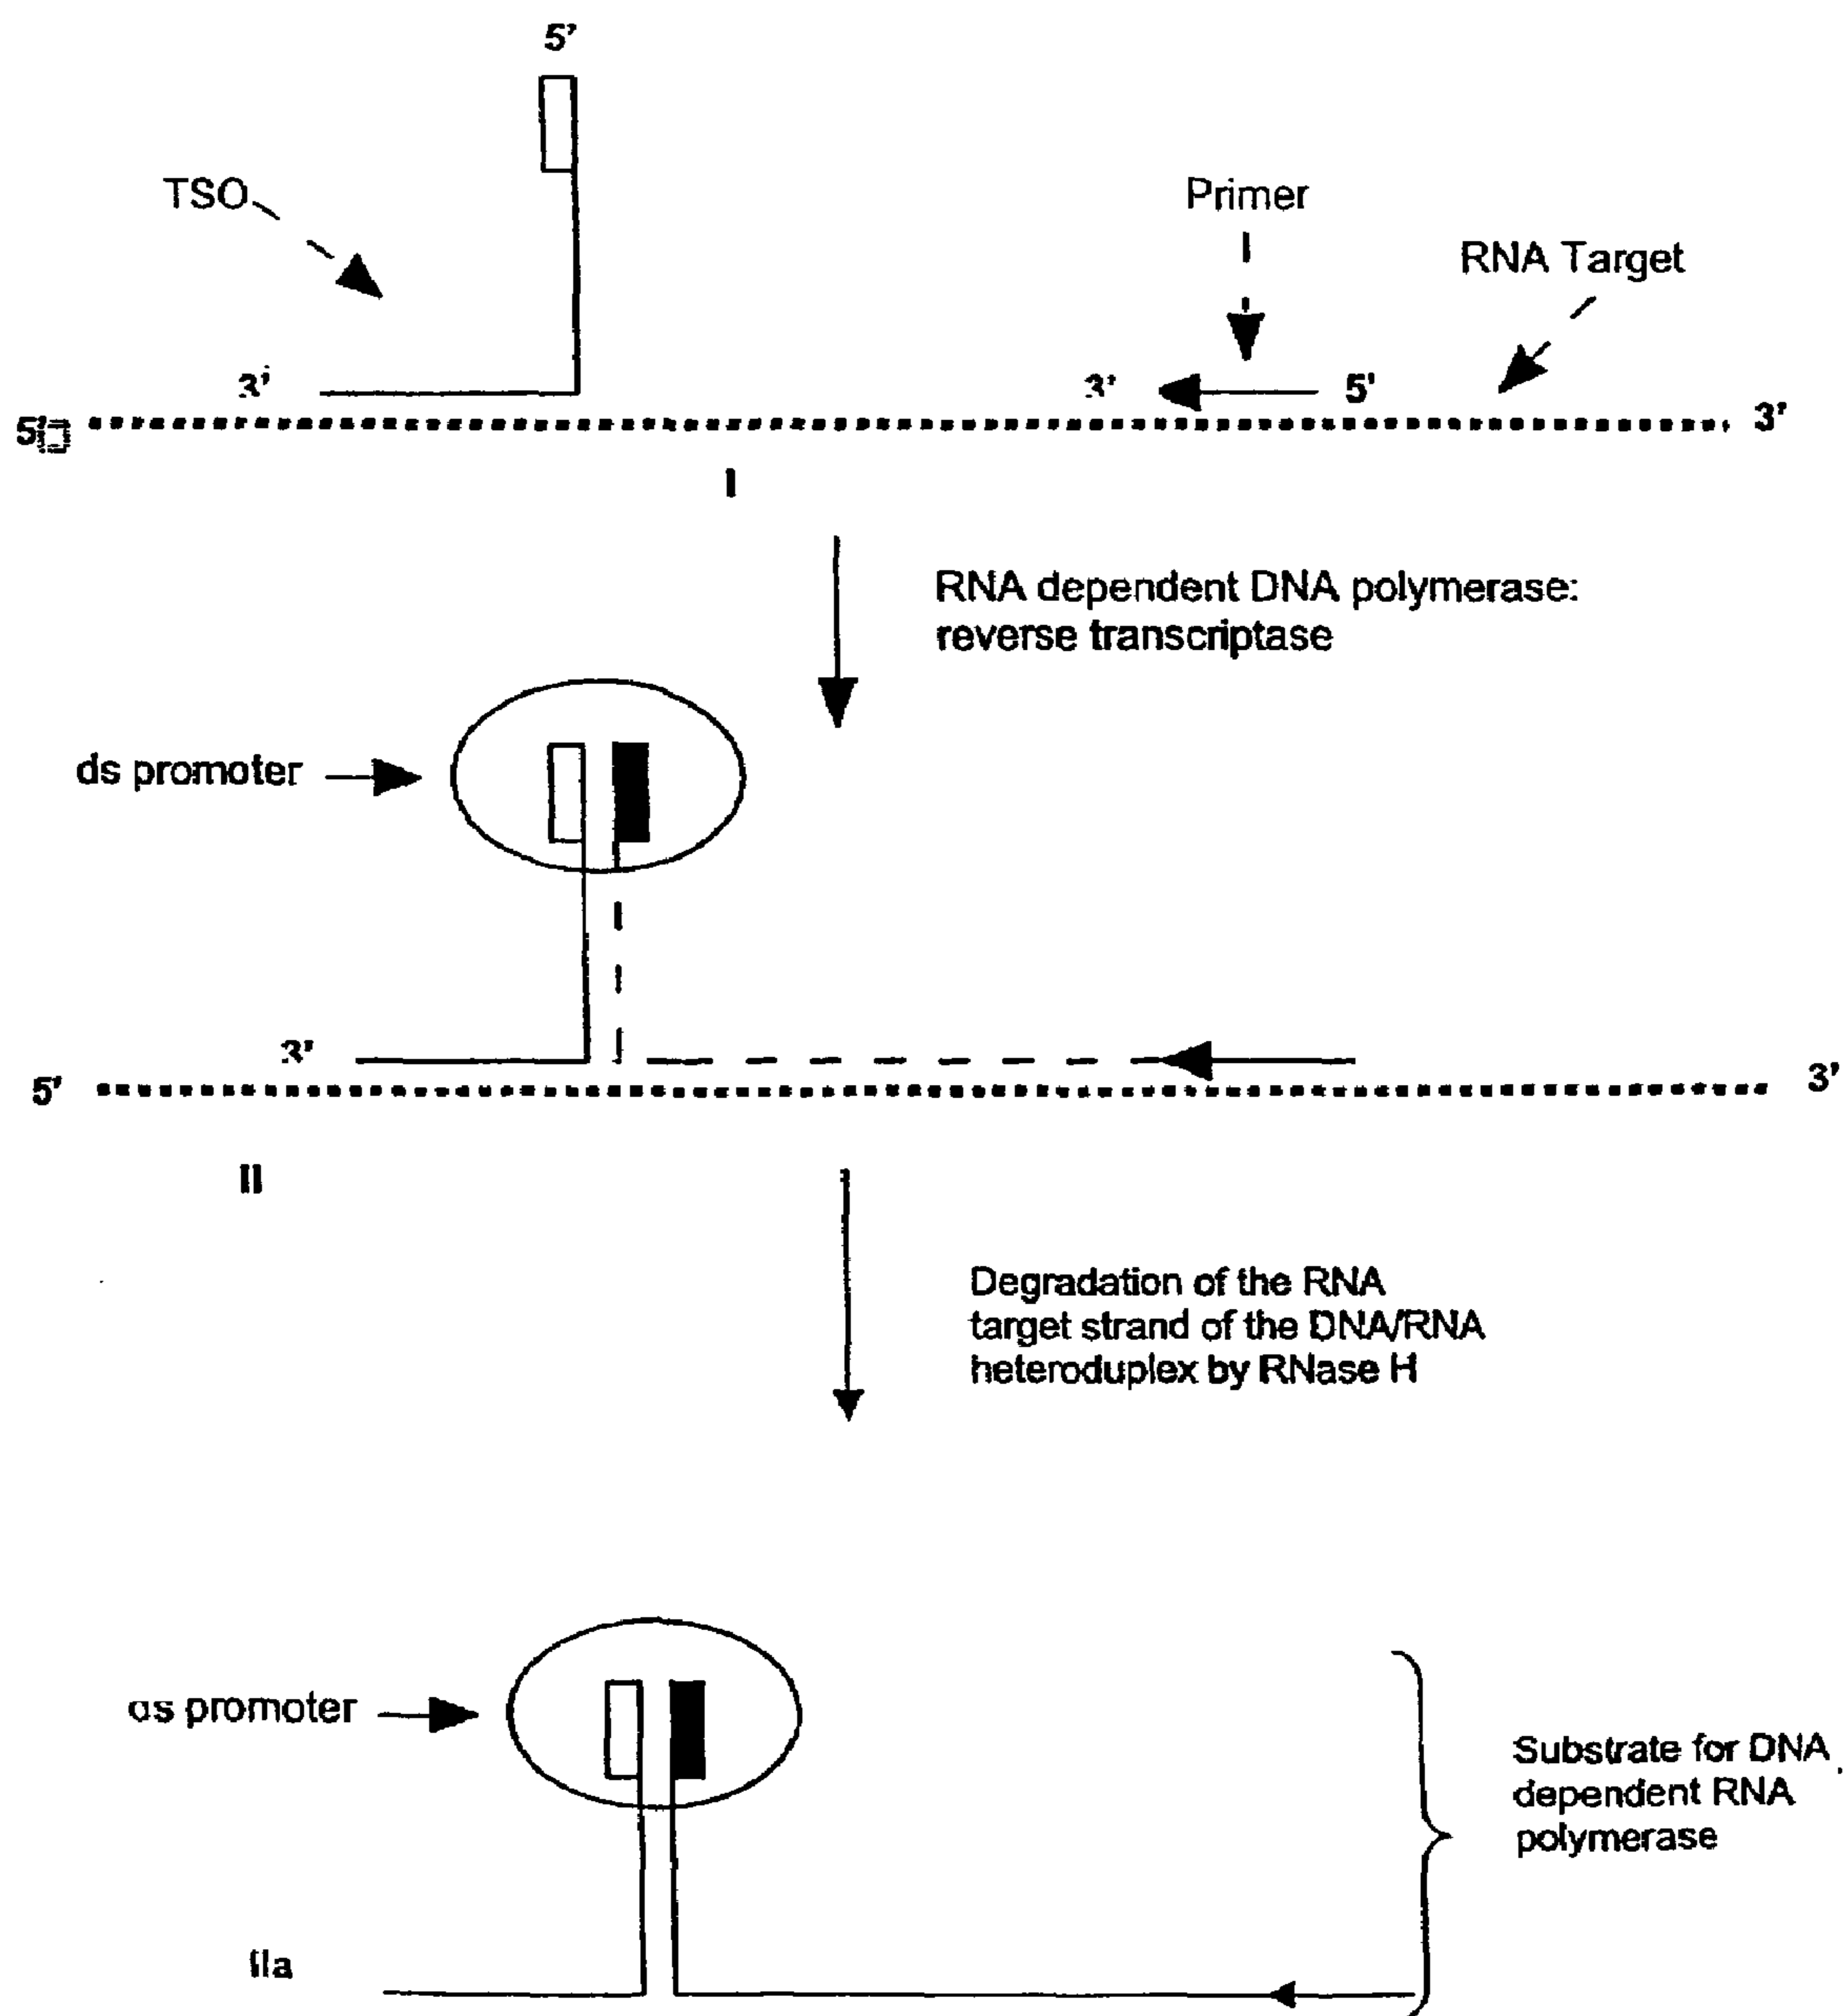 5'
TSO
Primer
RNA Target
3'
3'
5'
5'
3'
I
RNA dependent DNA polymerase:
reverse transcriptase
ds promoter
3'
5'
3'
II
Degradation of the RNA
target strand of the DNA/RNA
heteroduplex by RNase H
ds promoter
Substrate for DNA
dependent RNA
polymerase
IIa